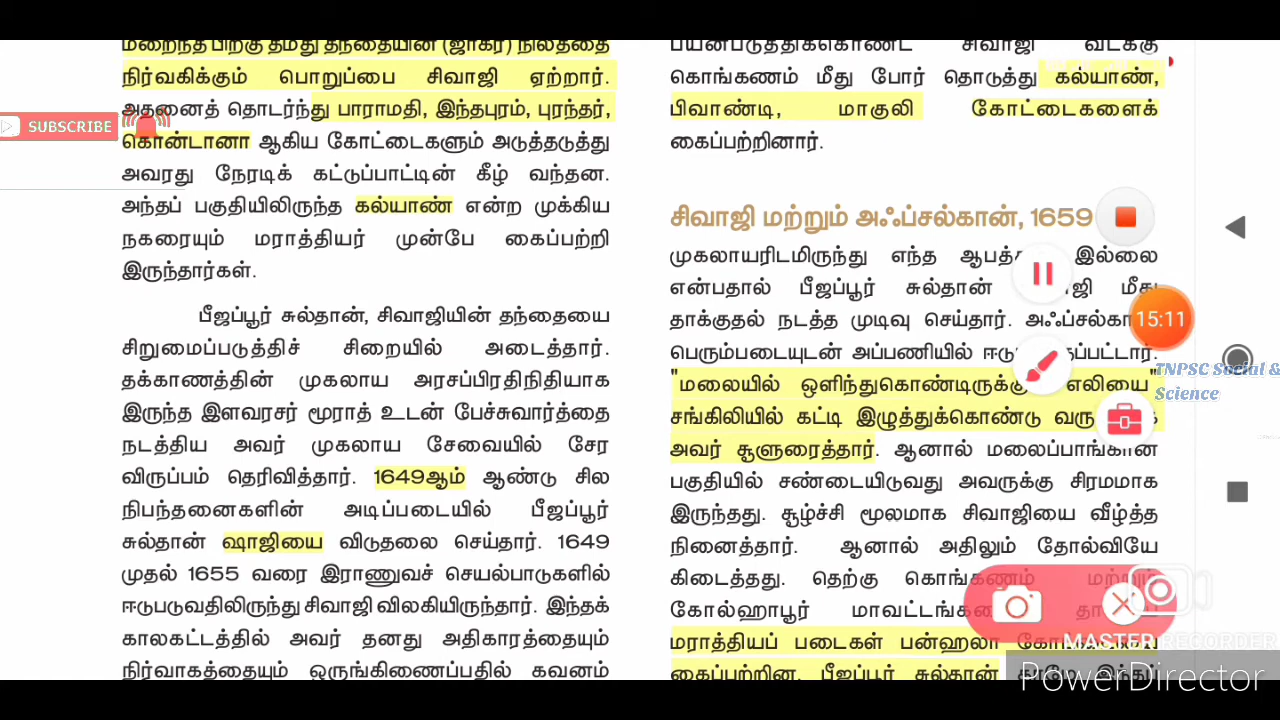 மறைந்த பிறகு தமது தந்தையின் (ஜாகீர்) நிலத்தை
நிர்வகிக்கும் பொறுப்பை சிவாஜி ஏற்றார்.
அதனைத் தொடர்ந்து பாராமதி, இந்தபுரம், புரந்தர்,
கொன்டானா ஆகிய கோட்டைகளும் அடுத்தடுத்து
அவரது நேரடிக் கட்டுப்பாட்டின் கீழ் வந்தன.
அந்தப் பகுதியிலிருந்த கல்யாண் என்ற முக்கிய
நகரையும் மராத்தியர் முன்பே கைப்பற்றி
இருந்தார்கள்.
பீஜப்பூர் சுல்தான், சிவாஜியின் தந்தையை
சிறுமைப்படுத்திச் சிறையில் அடைத்தார்.
தக்காணத்தின் முகலாய அரசப்பிரதிநிதியாக
இருந்த இளவரசர் மூராத் உடன் பேச்சுவார்த்தை
நடத்திய அவர் முகலாய சேவையில் சேர
விருப்பம் தெரிவித்தார். 1649ஆம் ஆண்டு சில
நிபந்தனைகளின் அடிப்படையில் பீஜப்பூர்
சுல்தான் ஷாஜியை விடுதலை செய்தார். 1649
முதல் 1655 வரை இராணுவச் செயல்பாடுகளில்
ஈடுபடுவதிலிருந்து சிவாஜி விலகியிருந்தார். இந்தக்
காலகட்டத்தில் அவர் தனது அதிகாரத்தையும்
நிர்வாகத்தையும் ஒருங்கிணைப்பதில் கவனம்
பயன்படுத்திக்கொண்ட சிவாஜி வடக்கு
கொங்கணம் மீது போர் தொடுத்து கல்யாண்,
பிவாண்டி, மாகுலி கோட்டைகளைக்
கைப்பற்றினார்.
சிவாஜி மற்றும் அஃப்சல்கான், 1659
முகலாயரிடமிருந்து எந்த இல்லை
என்பதால் பீஜப்பூர் சுல்தான் மீது
தாக்குதல் நடத்த முடிவு செய்தார்.
பெரும்படையுடன் அப்பணியில்
"மலையில் எலியை"
சங்கிலியில் கட்டி இழுத்துக்கொண்டு
அவர் சூளுரைத்தார். ஆனால் மலைப்பாங்கான
பகுதியில் சண்டையிடுவது அவருக்கு சிரமமாக
இருந்தது. சூழ்ச்சி மூலமாக சிவாஜியை வீழ்த்த
நினைத்தார். ஆனால் அதிலும் தோல்வியே
கிடைத்தது. தெற்கு கொங்கணம் மற்றும்
கோல்ஹாபூர்
மராத்தியப் படைகள் பன்ஹலா
கைப்பற்றின. பீஜப்பூர் சுல்தான்
SUBSCRIBE
15:11
TNPSC Social &
Science
MASTER RECORDER
PowerDirector